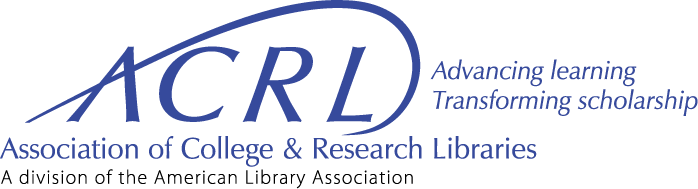 ACRL
Advancing learning
Transforming scholarship
Association of College & Research Libraries
A division of the American Library Association